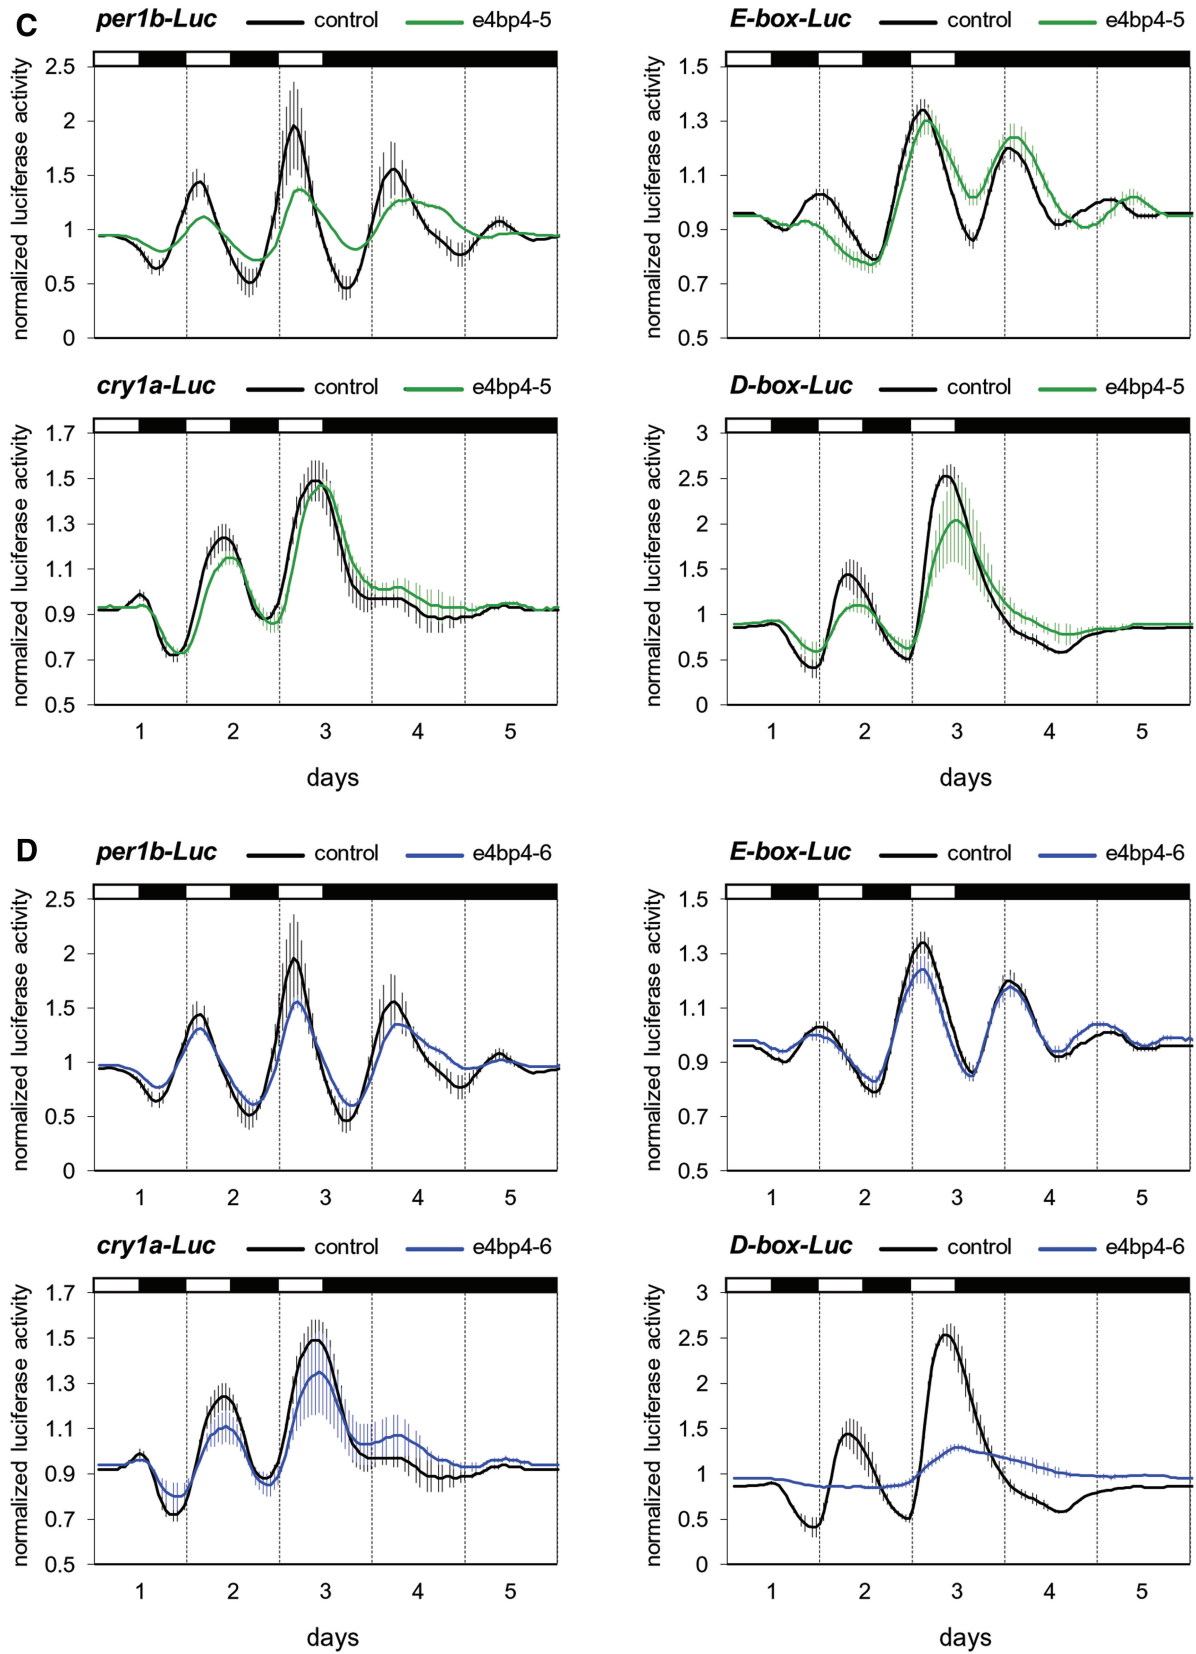 C
per1b-Luc control e4bp4-5
normalized luciferase activity
2.5
2
1.5
1
0.5
0
E-box-Luc control e4bp4-5
normalized luciferase activity
1.5
1.3
1.1
0.9
0.7
0.5
cry1a-Luc control e4bp4-5
normalized luciferase activity
1.7
1.5
1.3
1.1
0.9
0.7
0.5
1 2 3 4 5
days
D-box-Luc control e4bp4-5
normalized luciferase activity
3
2.5
2
1.5
1
0.5
0
1 2 3 4 5
days
D
per1b-Luc control e4bp4-6
normalized luciferase activity
2.5
2
1.5
1
0.5
0
1 2 3 4 5
E-box-Luc control e4bp4-6
normalized luciferase activity
1.5
1.3
1.1
0.9
0.7
0.5
1 2 3 4 5
cry1a-Luc control e4bp4-6
normalized luciferase activity
1.7
1.5
1.3
1.1
0.9
0.7
0.5
1 2 3 4 5
days
D-box-Luc control e4bp4-6
normalized luciferase activity
3
2.5
2
1.5
1
0.5
0
1 2 3 4 5
days